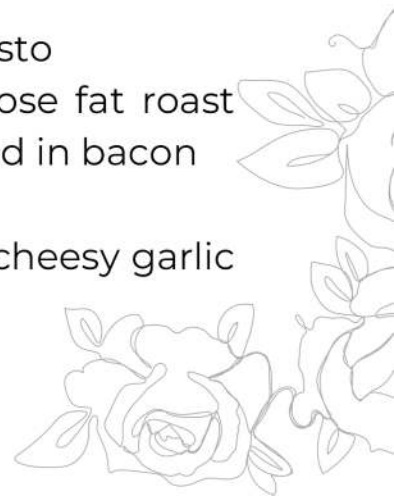 sto
ose fat roast
d in bacon
cheesy garlic